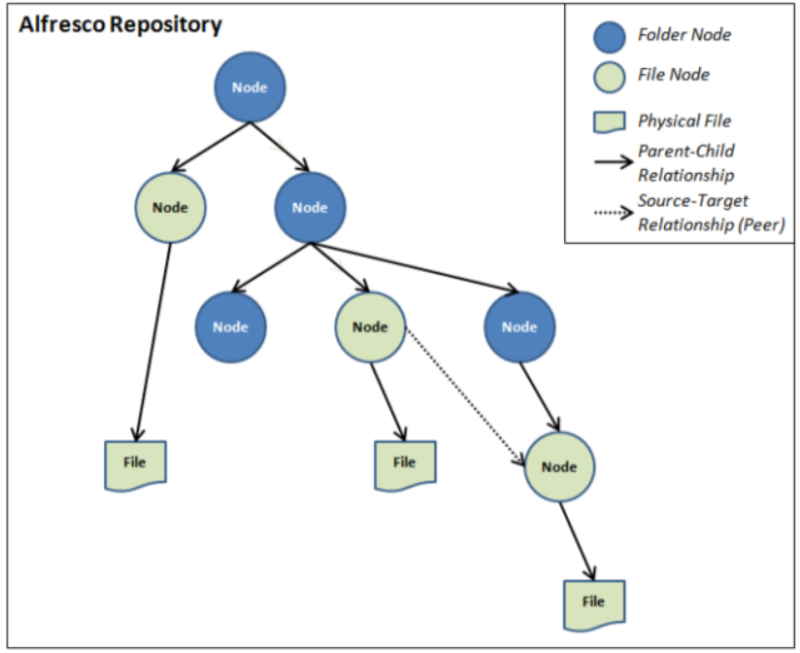 Alfresco Repository
Folder Node
File Node
Physical File
Parent-Child
Relationship
Source-Target
Relationship (Peer)
Node
Node
Node
Node
Node
Node
File
File
Node
File